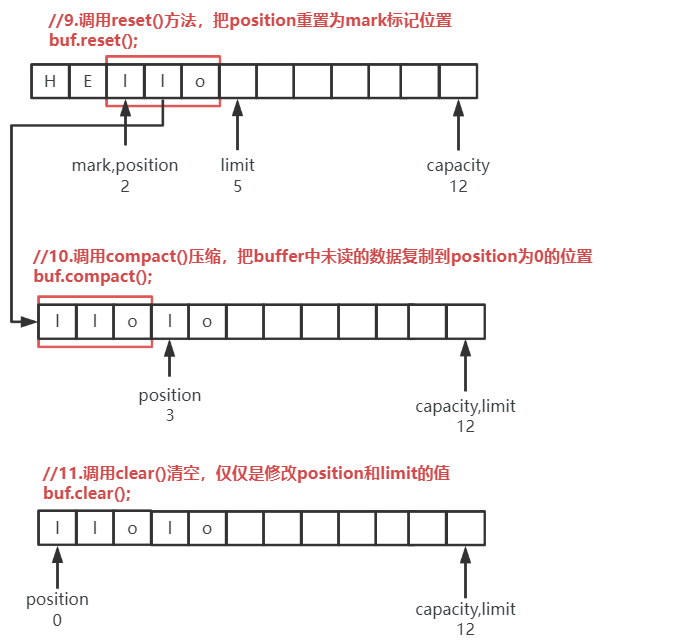 //9.调用reset()方法，把position重置为mark标记位置
buf.reset();
H E l l o
mark,position limit capacity
2 5 12
//10.调用compact()压缩，把buffer中未读的数据复制到position为0的位置
buf.compact();
l l o l o
position
3
capacity,limit
12
//11.调用clear()清空，仅仅是修改position和limit的值
buf.clear();
l l o l o
position
0
capacity,limit
12